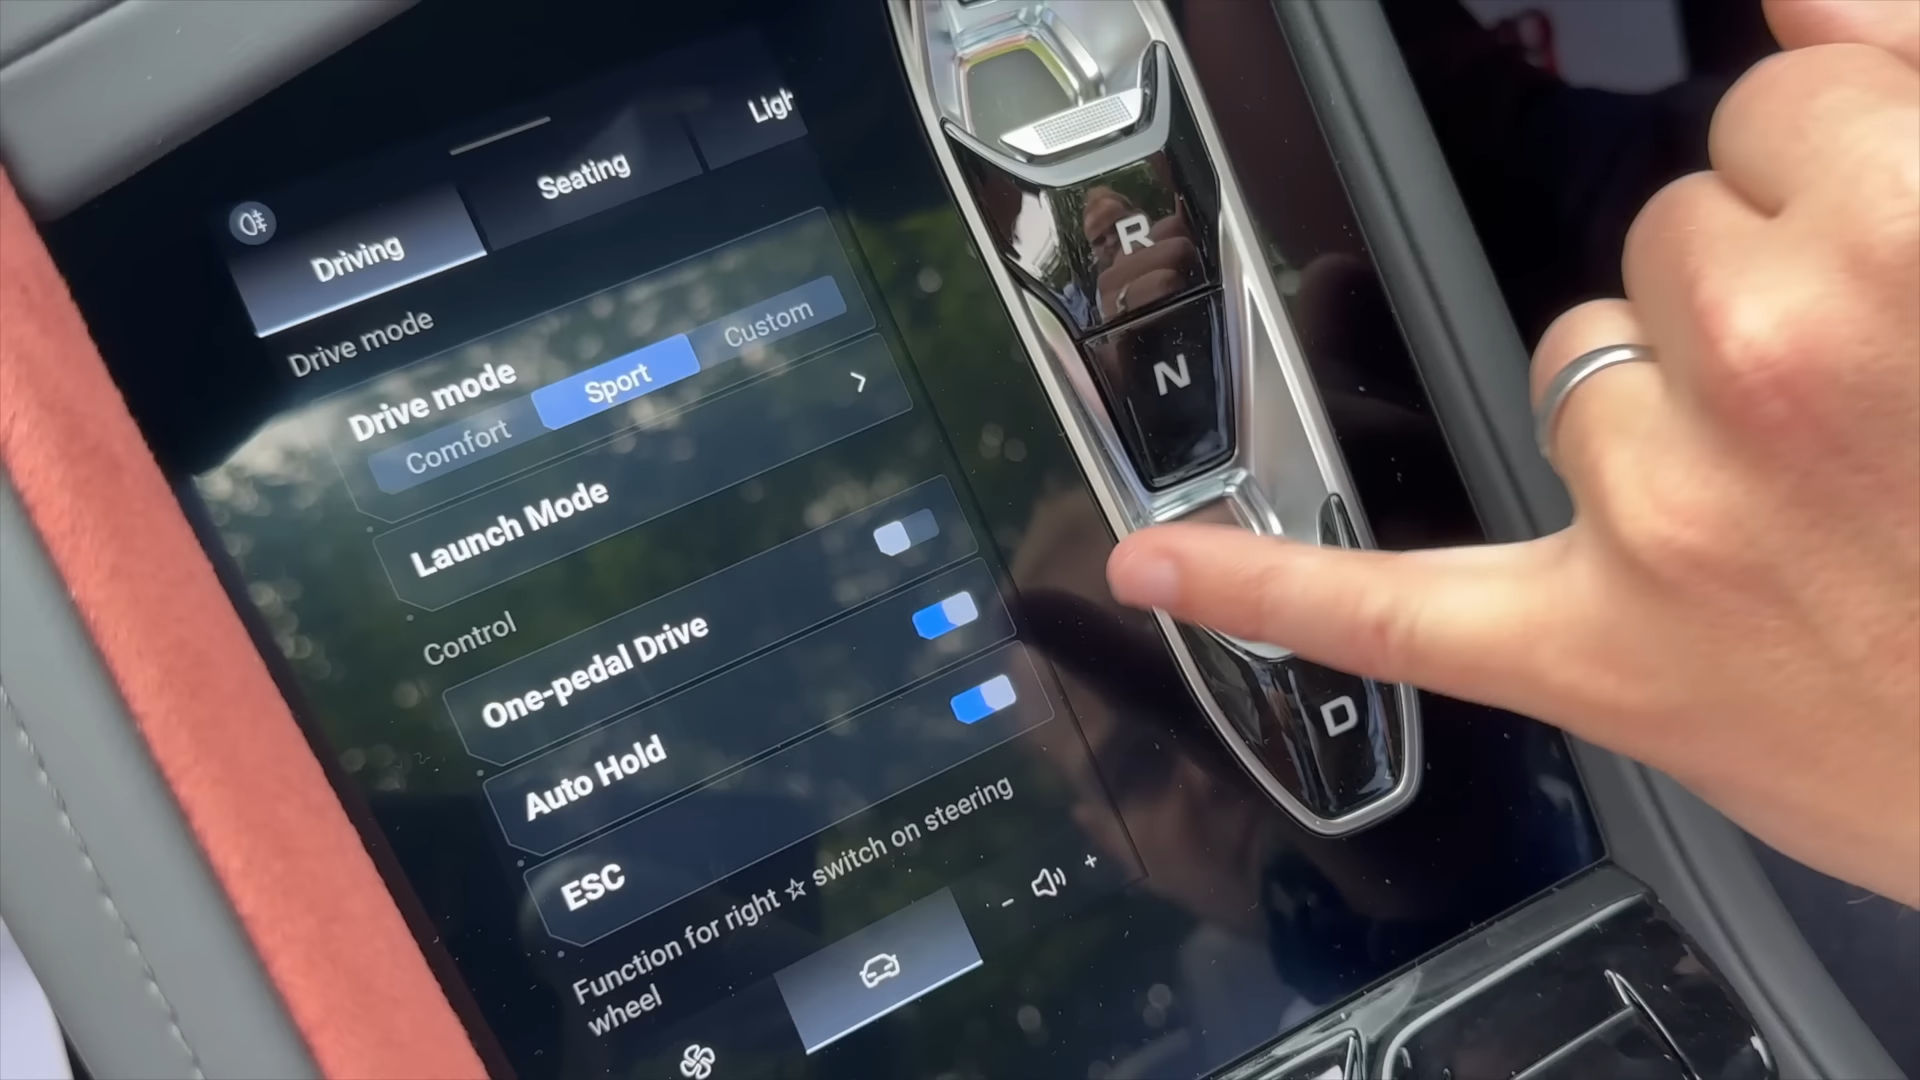 Driving
Seating
Drive mode
Drive mode
Comfort
Sport
Custom
Launch Mode
Control
One-pedal Drive
Auto Hold
ESC
Function for right ☆ switch on steering
wheel
-
+
R
N
D